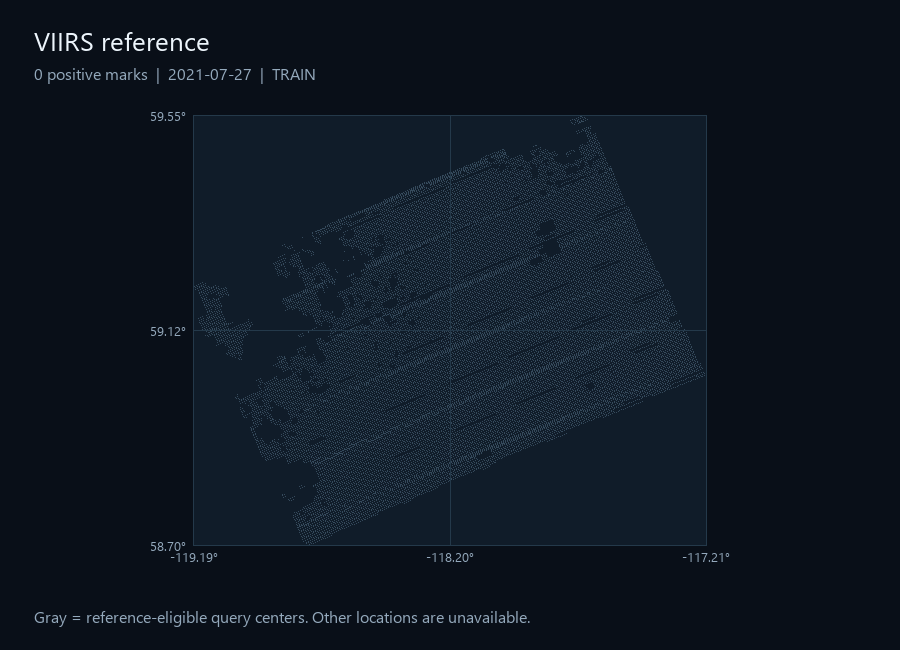 VIIRS reference
0 positive marks | 2021-07-27 | TRAIN
59.55°
59.12°
58.70°
-119.19°
-118.20°
-117.21°
Gray = reference-eligible query centers. Other locations are unavailable.